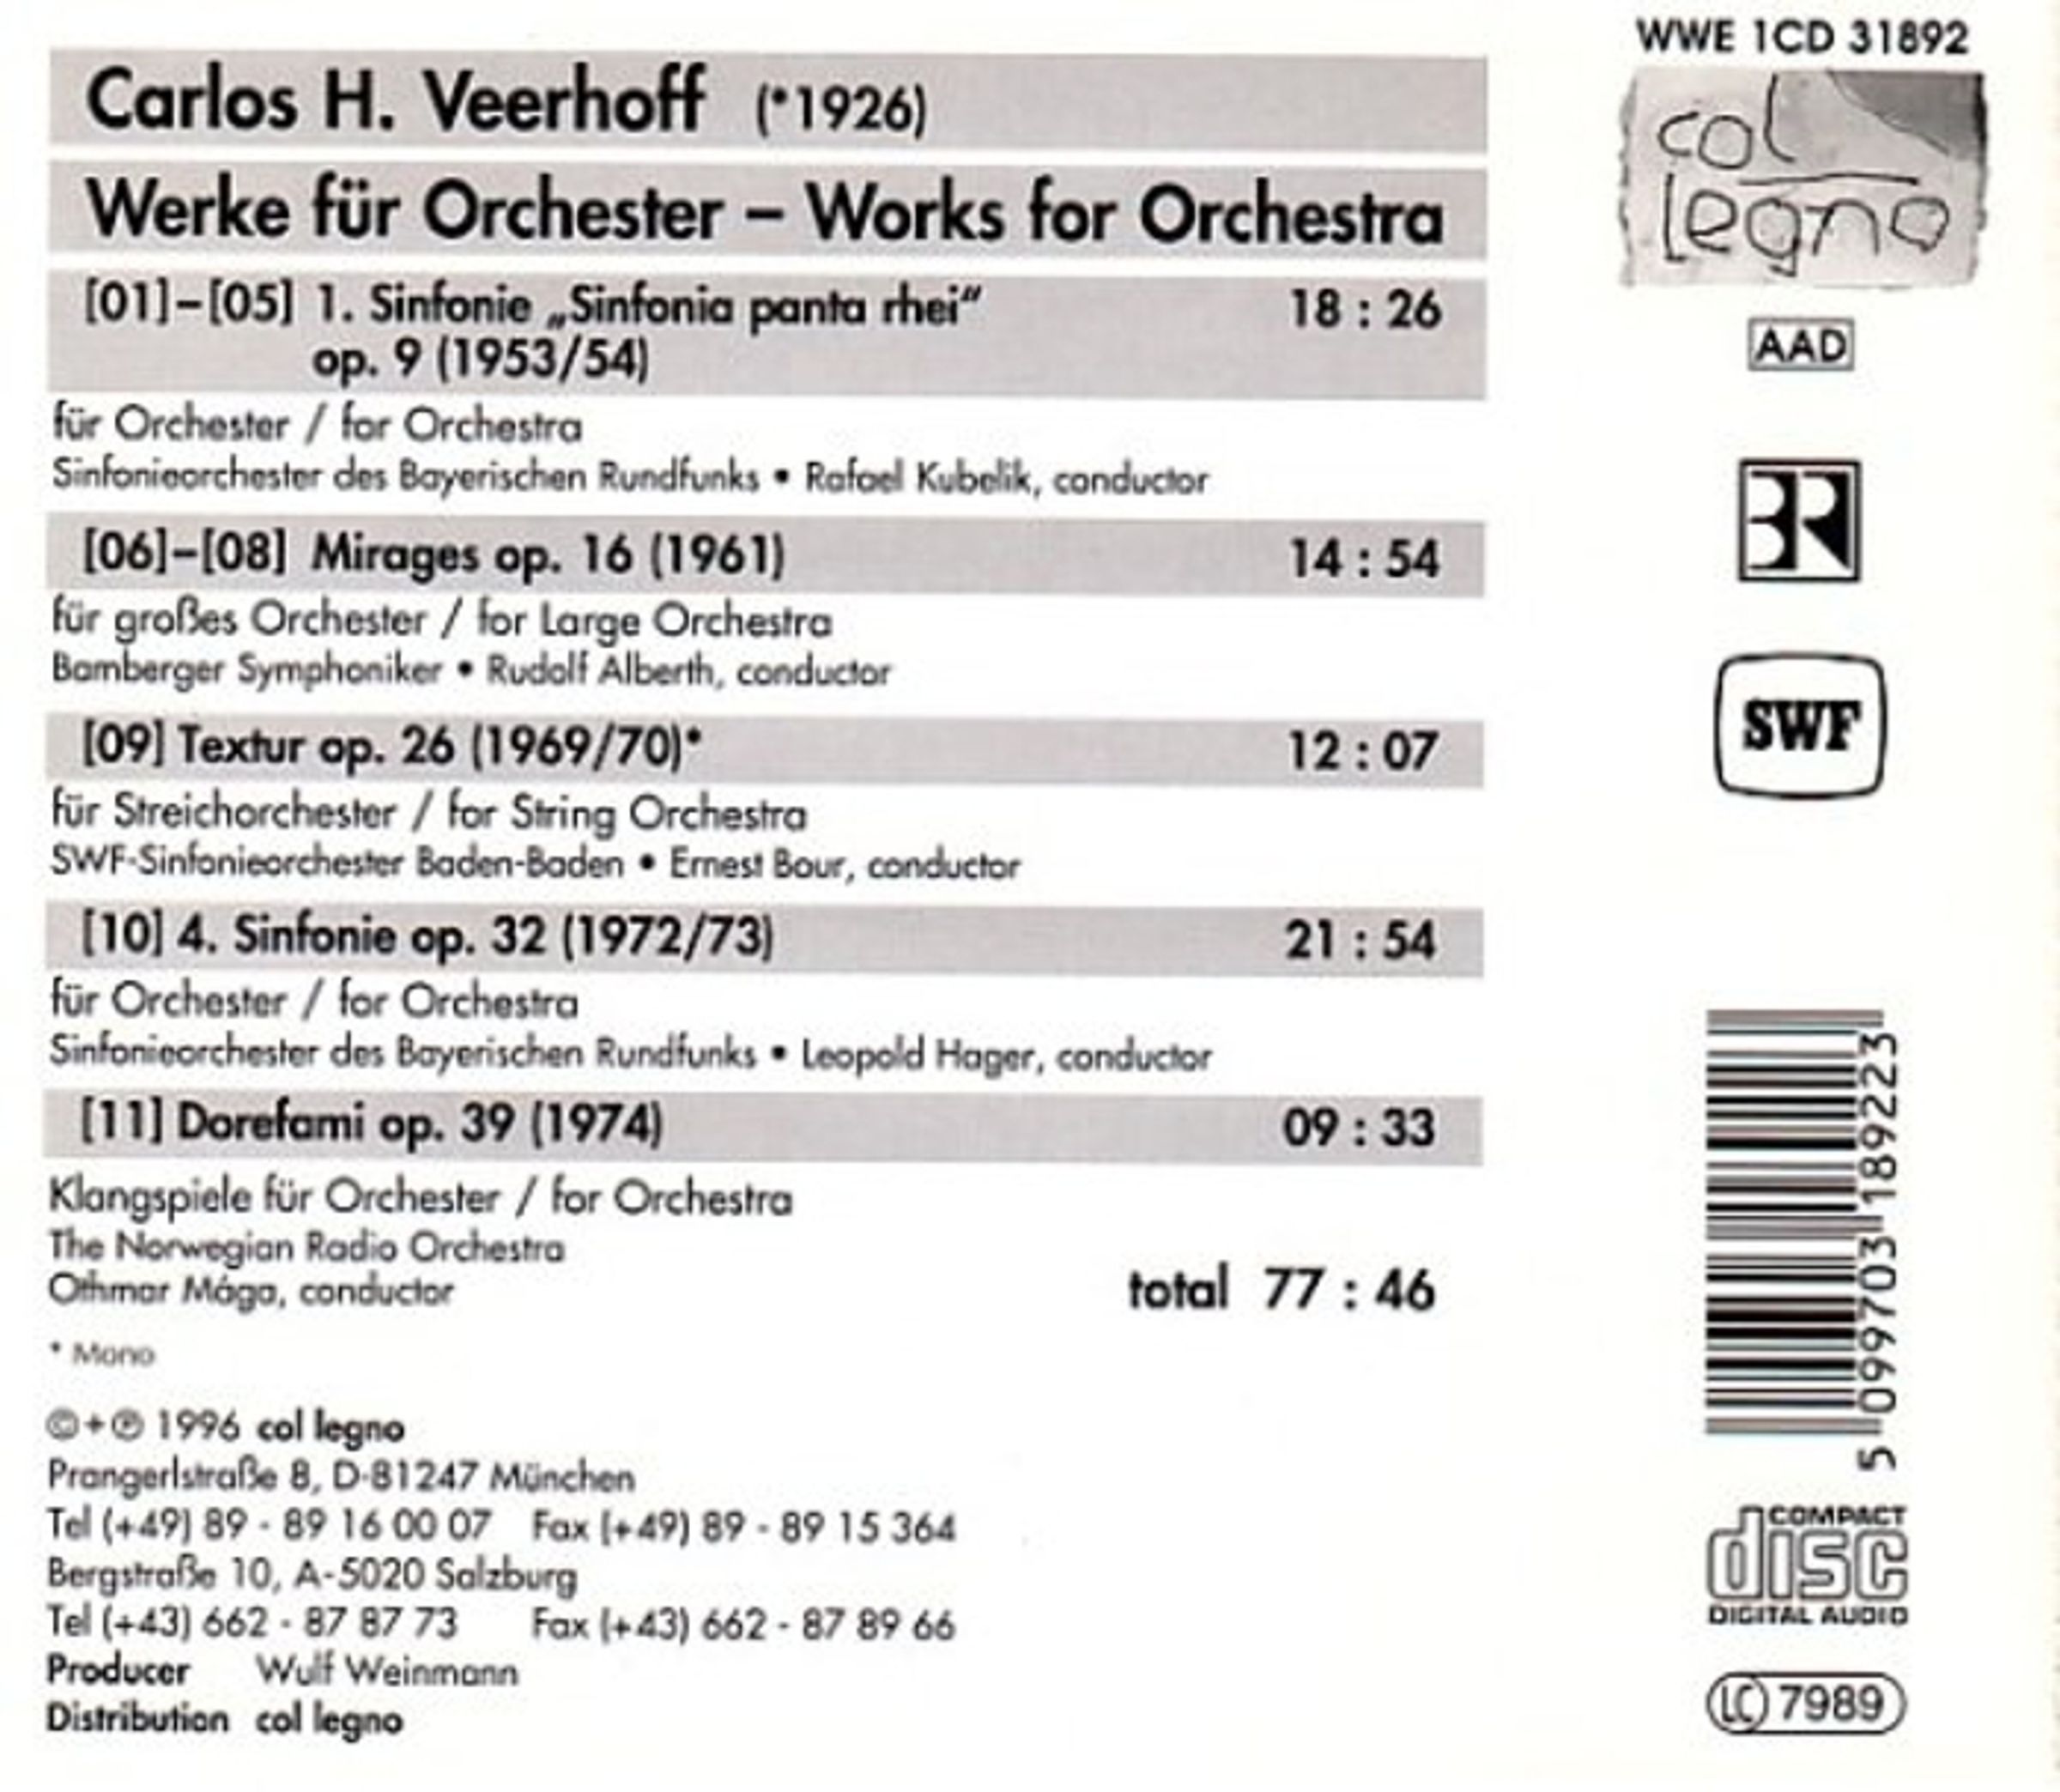 WWE 1CD 31892
col
legno
AAD
BR
SWF
Carlos H. Veerhoff (*1926)
Werke für Orchester – Works for Orchestra
[01]–[05] 1. Sinfonie „Sinfonia panta rhei“ 18 : 26
op. 9 (1953/54)
für Orchester / for Orchestra
Sinfonieorchester des Bayerischen Rundfunks • Rafael Kubelik, conductor
[06]–[08] Mirages op. 16 (1961) 14 : 54
für großes Orchester / for Large Orchestra
Bamberger Symphoniker • Rudolf Alberth, conductor
[09] Textur op. 26 (1969/70)* 12 : 07
für Streichorchester / for String Orchestra
SWF-Sinfonieorchester Baden-Baden • Ernest Bour, conductor
[10] 4. Sinfonie op. 32 (1972/73) 21 : 54
für Orchester / for Orchestra
Sinfonieorchester des Bayerischen Rundfunks • Leopold Hager, conductor
[11] Dorefami op. 39 (1974) 09 : 33
Klangspiele für Orchester / for Orchestra
The Norwegian Radio Orchestra
Othmar Mága, conductor
total 77 : 46
* Mono
©+℗ 1996 col legno
Prangerlstraße 8, D-81247 München
Tel (+49) 89 - 89 16 00 07 Fax (+49) 89 - 89 15 364
Bergstraße 10, A-5020 Salzburg
Tel (+43) 662 - 87 87 73 Fax (+43) 662 - 87 89 66
Producer Wulf Weinmann
Distribution col legno
5 099703 189223
COMPACT
disc
DIGITAL AUDIO
LC 7989